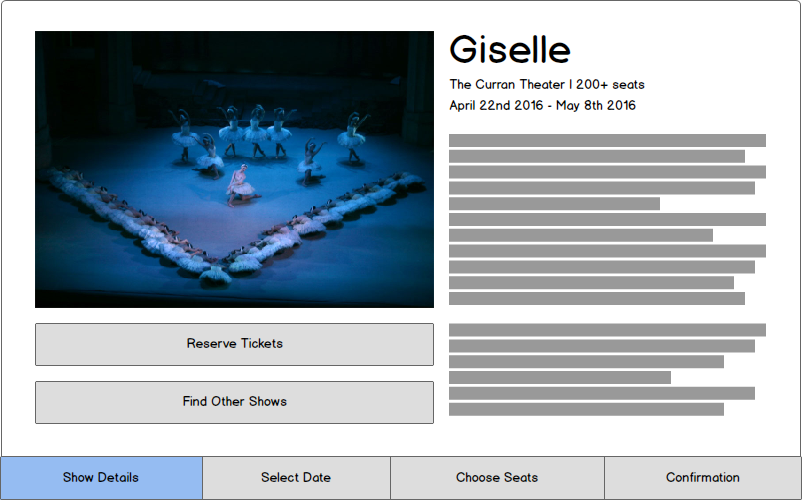 Giselle
The Curran Theater | 200+ seats
April 22nd 2016 - May 8th 2016
Reserve Tickets
Find Other Shows
Show Details
Select Date
Choose Seats
Confirmation